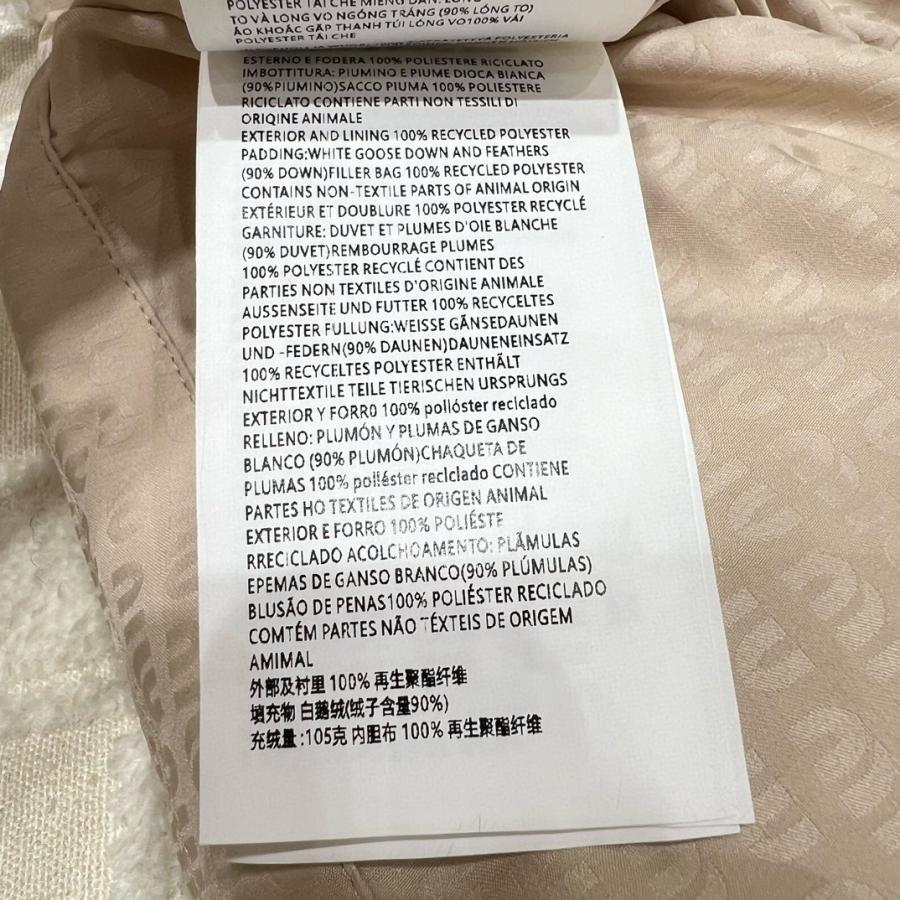 POLYESTER TÁI CHẾ MIẾNG DÁN: LÔNG
TƠ VÀ LÔNG VŨ NGỖNG TRẮNG (90% LÔNG TƠ)
ÁO KHOÁC GẤP THÀNH TÚI LÔNG VO100% VẢI
POLYESTER TÁI CHẾ
ESTERNO E FODERA 100% POLIESTERE RICICLATO
IMBOTTITURA: PIUMINO E PIUME DIOCA BIANCA
(90%PIUMINO)SACCO PIUMA 100% POLIESTERE
RICICLATO CONTIENE PARTI NON TESSILI DI
ORIGINE ANIMALE
EXTERIOR AND LINING 100% RECYCLED POLYESTER
PADDING:WHITE GOOSE DOWN AND FEATHERS
(90% DOWN)FILLER BAG 100% RECYCLED POLYESTER
CONTAINS NON-TEXTILE PARTS OF ANIMAL ORIGIN
EXTÉRIEUR ET DOUBLURE 100% POLYESTER RECYCLÉ
GARNITURE: DUVET ET PLUMES D'OIE BLANCHE
(90% DUVET)REMBOURRAGE PLUMES
100% POLYESTER RECYCLÉ CONTIENT DES
PARTIES NON TEXTILES D'ORIGINE ANIMALE
AUSSENSEITE UND FUTTER 100% RECYCELTES
POLYESTER FULLUNG:WEISSE GÄNSEDAUNEN
UND -FEDERN(90% DAUNEN)DAUNENEINSATZ
100% RECYCELTES POLYESTER ENTHÄLT
NICHTTEXTILE TEILE TIERISCHEN URSPRUNGS
EXTERIOR Y FORR0 100% polióster reciclado
RELLENO: PLUMÓN Y PLUMAS DE GANSO
BLANCO (90% PLUMÓN)CHAQUETA DE
PLUMAS 100% poliéster reciclado CONTIENE
PARTES HO TEXTILES DE ORIGEN ANIMAL
EXTERIOR E FORRO 100% POLIÉSTE
RRECICLADO ACOLCHOAMENTO: PLÃMULAS
EPEMAS DE GANSO BRANCO(90% PLÚMULAS)
BLUSÃO DE PENAS100% POLIÉSTER RECICLADO
COMTÉM PARTES NÃO TÉXTEIS DE ORIGEM
AMIMAL
外部及衬里 100% 再生聚酯纤维
填充物 白鹅绒(绒子含量90%)
充绒量 :105克 内胆布 100% 再生聚酯纤维